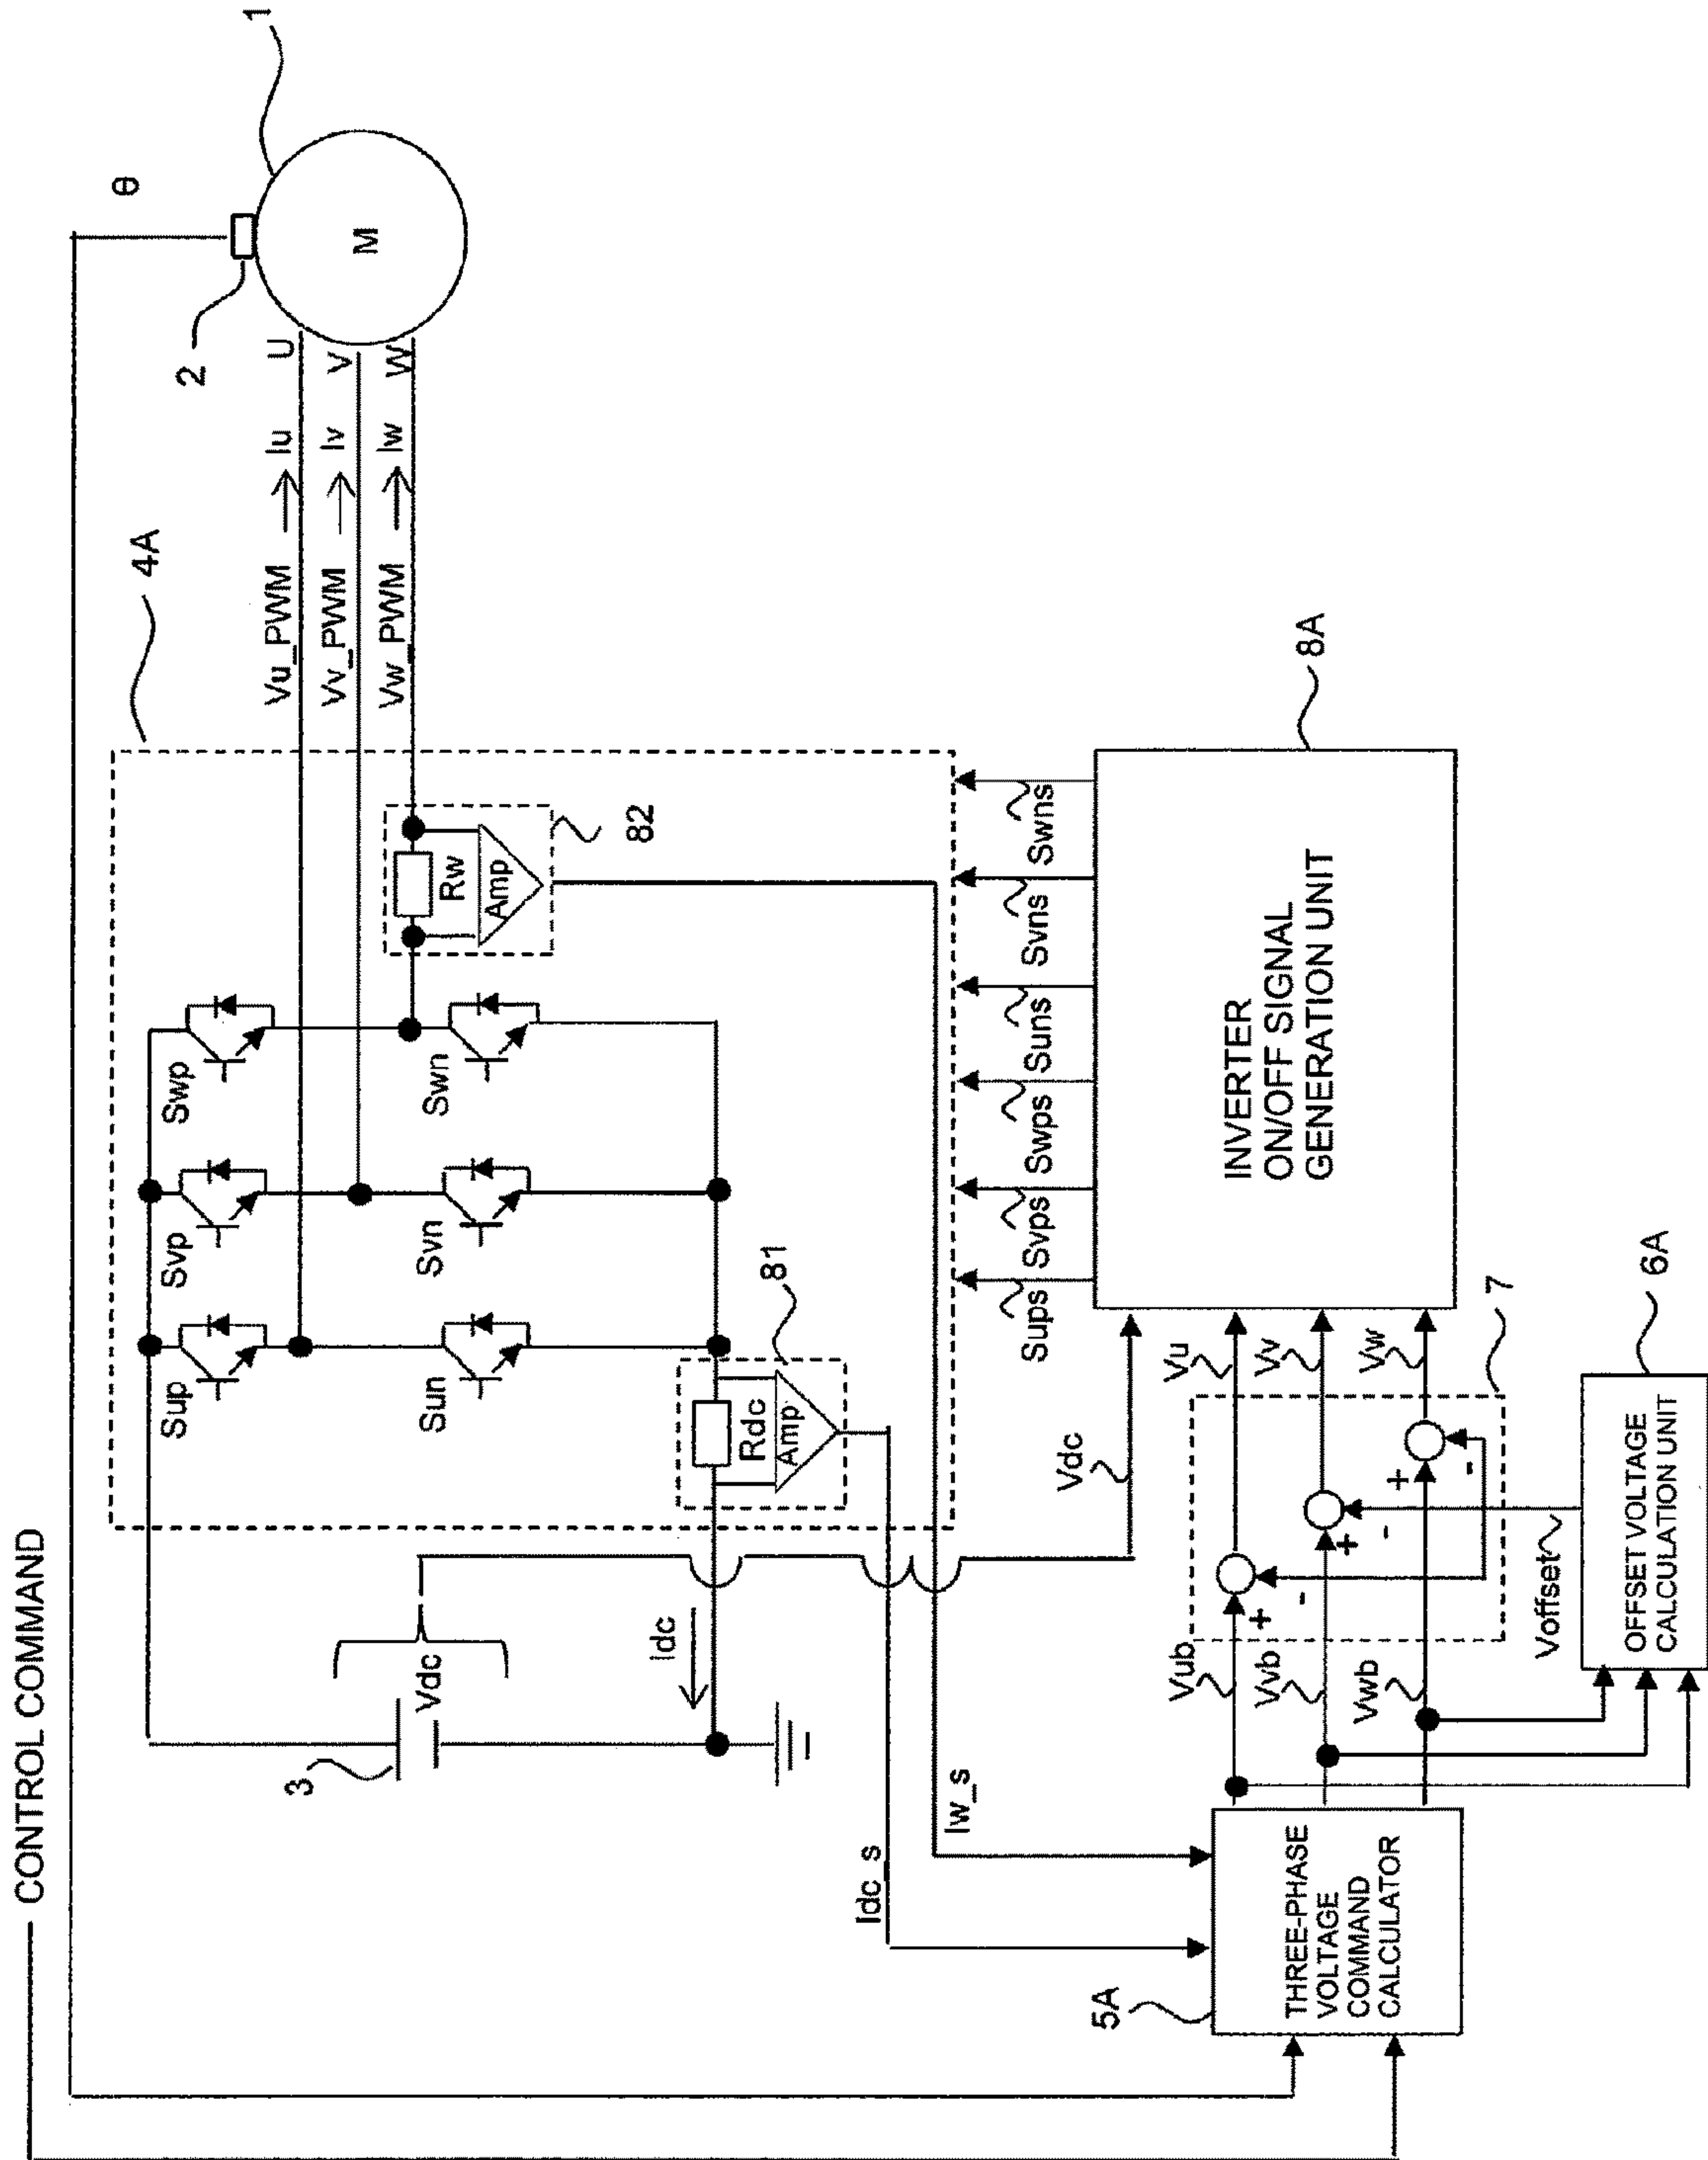 CONTROL COMMAND
θ
1
2
M
U
V
W
Iu
Iv
Iw
Vu_PWM
Vv_PWM
Vw_PWM
4A
3
Vdc
Idc
Sup
Svp
Swp
Sun
Svn
Swn
Rw
Amp
82
Rdc
Amp
81
Idc_s
Iw_s
Vdc
Sups
Svps
Swps
Suns
Svns
Swns
8A
INVERTER
ON/OFF SIGNAL
GENERATION UNIT
5A
THREE-PHASE
VOLTAGE
COMMAND
CALCULATOR
Vub
Vvb
Vwb
+
-
+
-
+
-
Vu
Vv
Vw
7
Voffset
6A
OFFSET VOLTAGE
CALCULATION UNIT